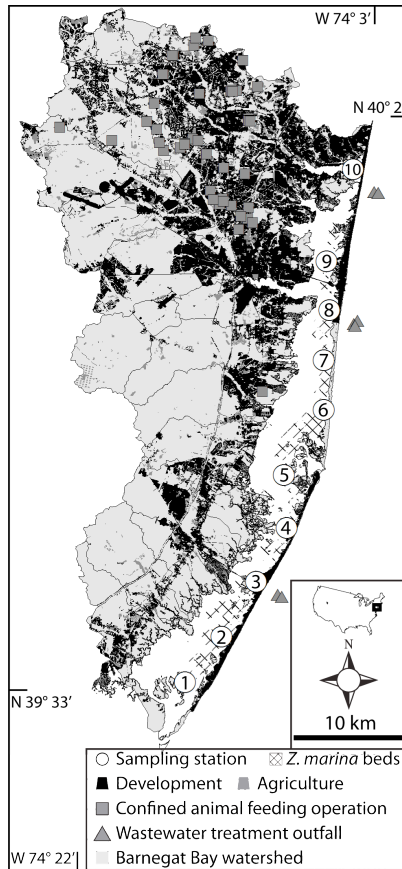 W 74° 3’
N 40° 2
10
9
8
7
6
5
4
3
2
1
N
N 39° 33’
10 km
Sampling station
Z. marina beds
Development
Agriculture
Confined animal feeding operation
Wastewater treatment outfall
W 74° 22’
Barnegat Bay watershed